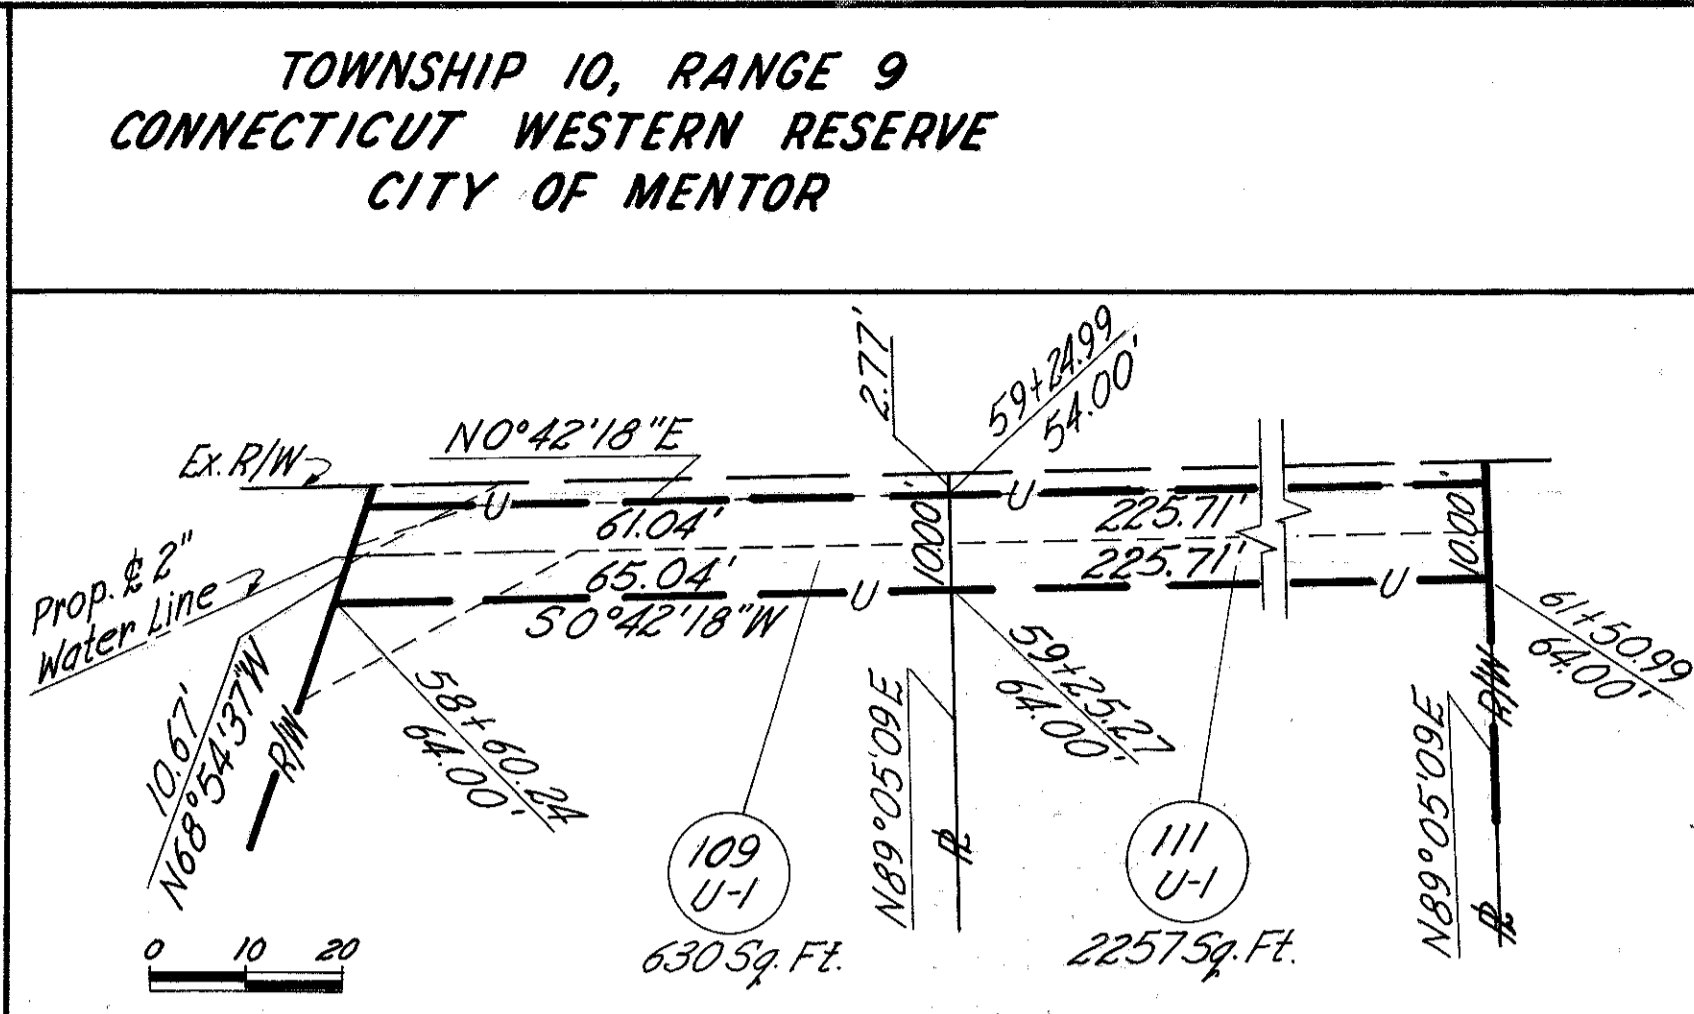 TOWNSHIP 10, RANGE 9
CONNECTICUT WESTERN RESERVE
CITY OF MENTOR
2.77'
59+24.99
54.00'
Ex. R/W
N0°42'18"E
U
U
61.04'
225.71'
10.00'
10.00'
Prop. ℄ 2"
Water Line
65.04'
225.71'
U
U
S0°42'18"W
10.67'
N68°54'37"W
R/W
58+60.24
64.00'
59+25.27
64.00'
61+50.99
64.00'
R/W
N89°05'09E
PL
N89°05'09E
PL
109
U-1
630 Sq. Ft.
111
U-1
2257 Sq. Ft.
0 10 20